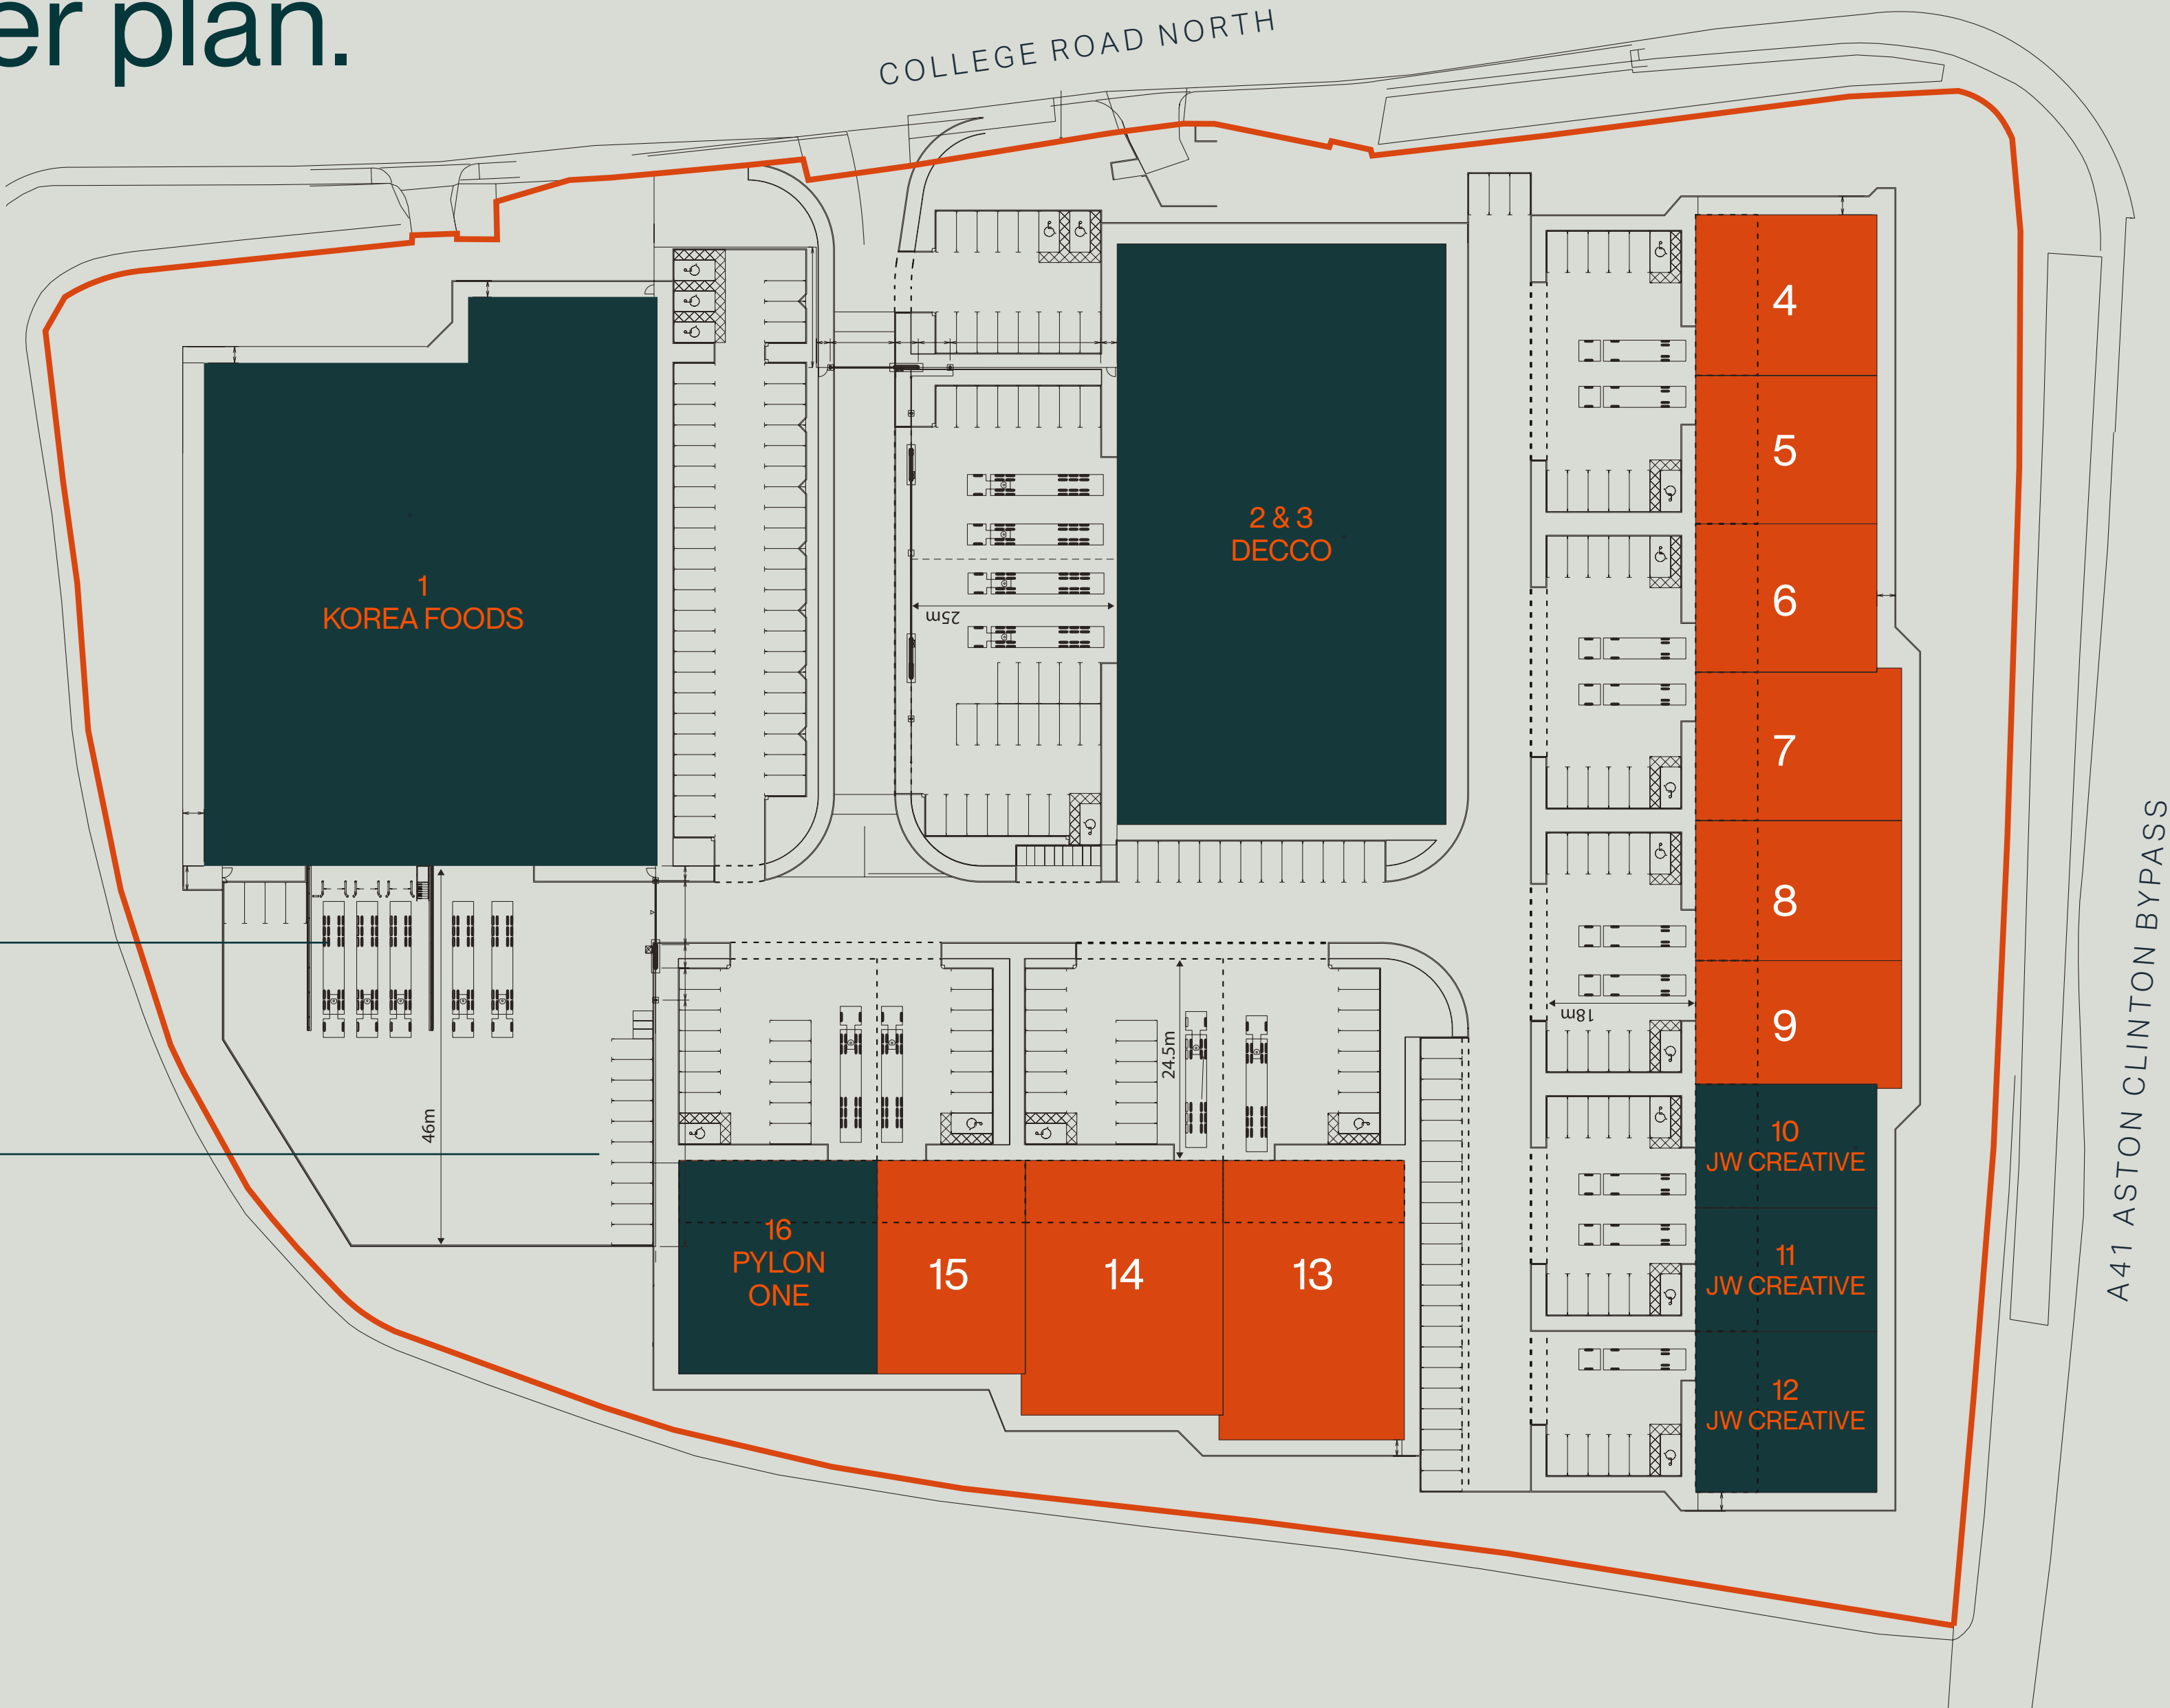 er plan.
COLLEGE ROAD NORTH
4
5
2 & 3
DECCO
1
KOREA FOODS
6
25m
7
8
9
18m
24.5m
46m
10
JW CREATIVE
A41 ASTON CLINTON BYPASS
16
PYLON
ONE
15
14
13
11
JW CREATIVE
12
JW CREATIVE